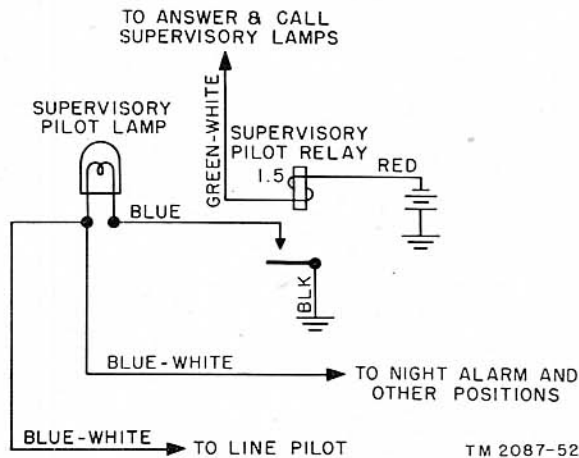 TO ANSWER & CALL
SUPERVISORY LAMPS
SUPERVISORY
PILOT LAMP
GREEN-WHITE
SUPERVISORY
PILOT RELAY
1.5
RED
BLUE
BLK
BLUE-WHITE
TO NIGHT ALARM AND
OTHER POSITIONS
BLUE-WHITE
TO LINE PILOT
TM 2087-52